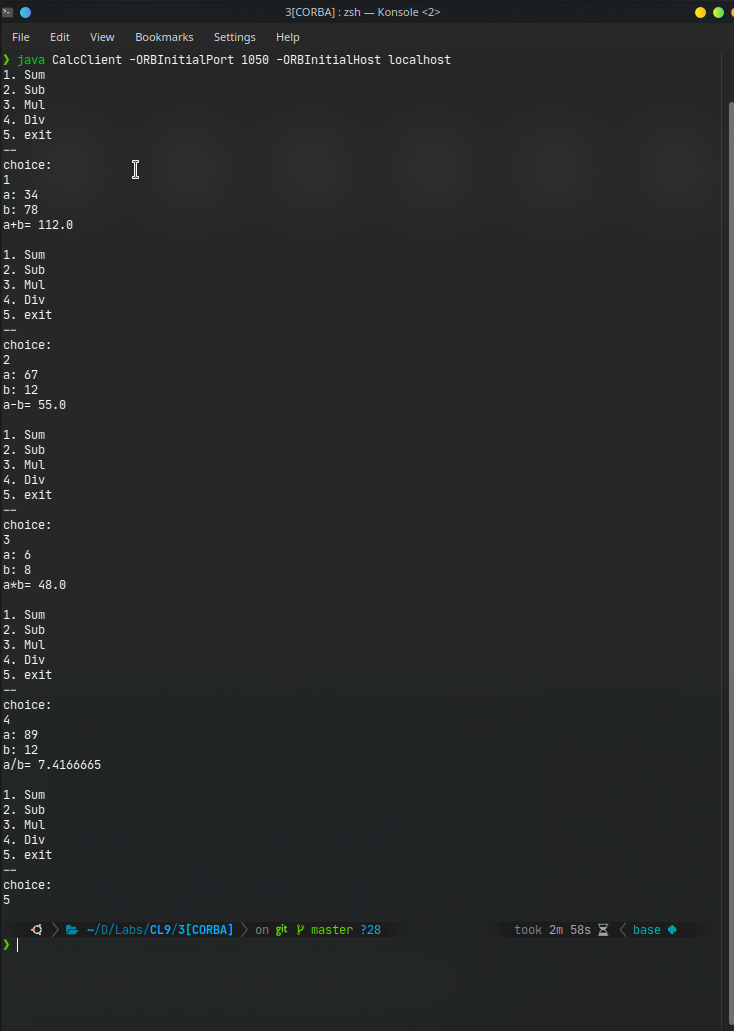 3[CORBA] : zsh — Konsole <2>
File Edit View Bookmarks Settings Help
❯ java CalcClient -ORBInitialPort 1050 -ORBInitialHost localhost
1. Sum
2. Sub
3. Mul
4. Div
5. exit
--
choice:
1
a: 34
b: 78
a+b= 112.0
1. Sum
2. Sub
3. Mul
4. Div
5. exit
--
choice:
2
a: 67
b: 12
a-b= 55.0
1. Sum
2. Sub
3. Mul
4. Div
5. exit
--
choice:
3
a: 6
b: 8
a*b= 48.0
1. Sum
2. Sub
3. Mul
4. Div
5. exit
--
choice:
4
a: 89
b: 12
a/b= 7.4166665
1. Sum
2. Sub
3. Mul
4. Div
5. exit
--
choice:
5
~/D/Labs/CL9/3[CORBA] on git master ?28 took 2m 58s base
❯